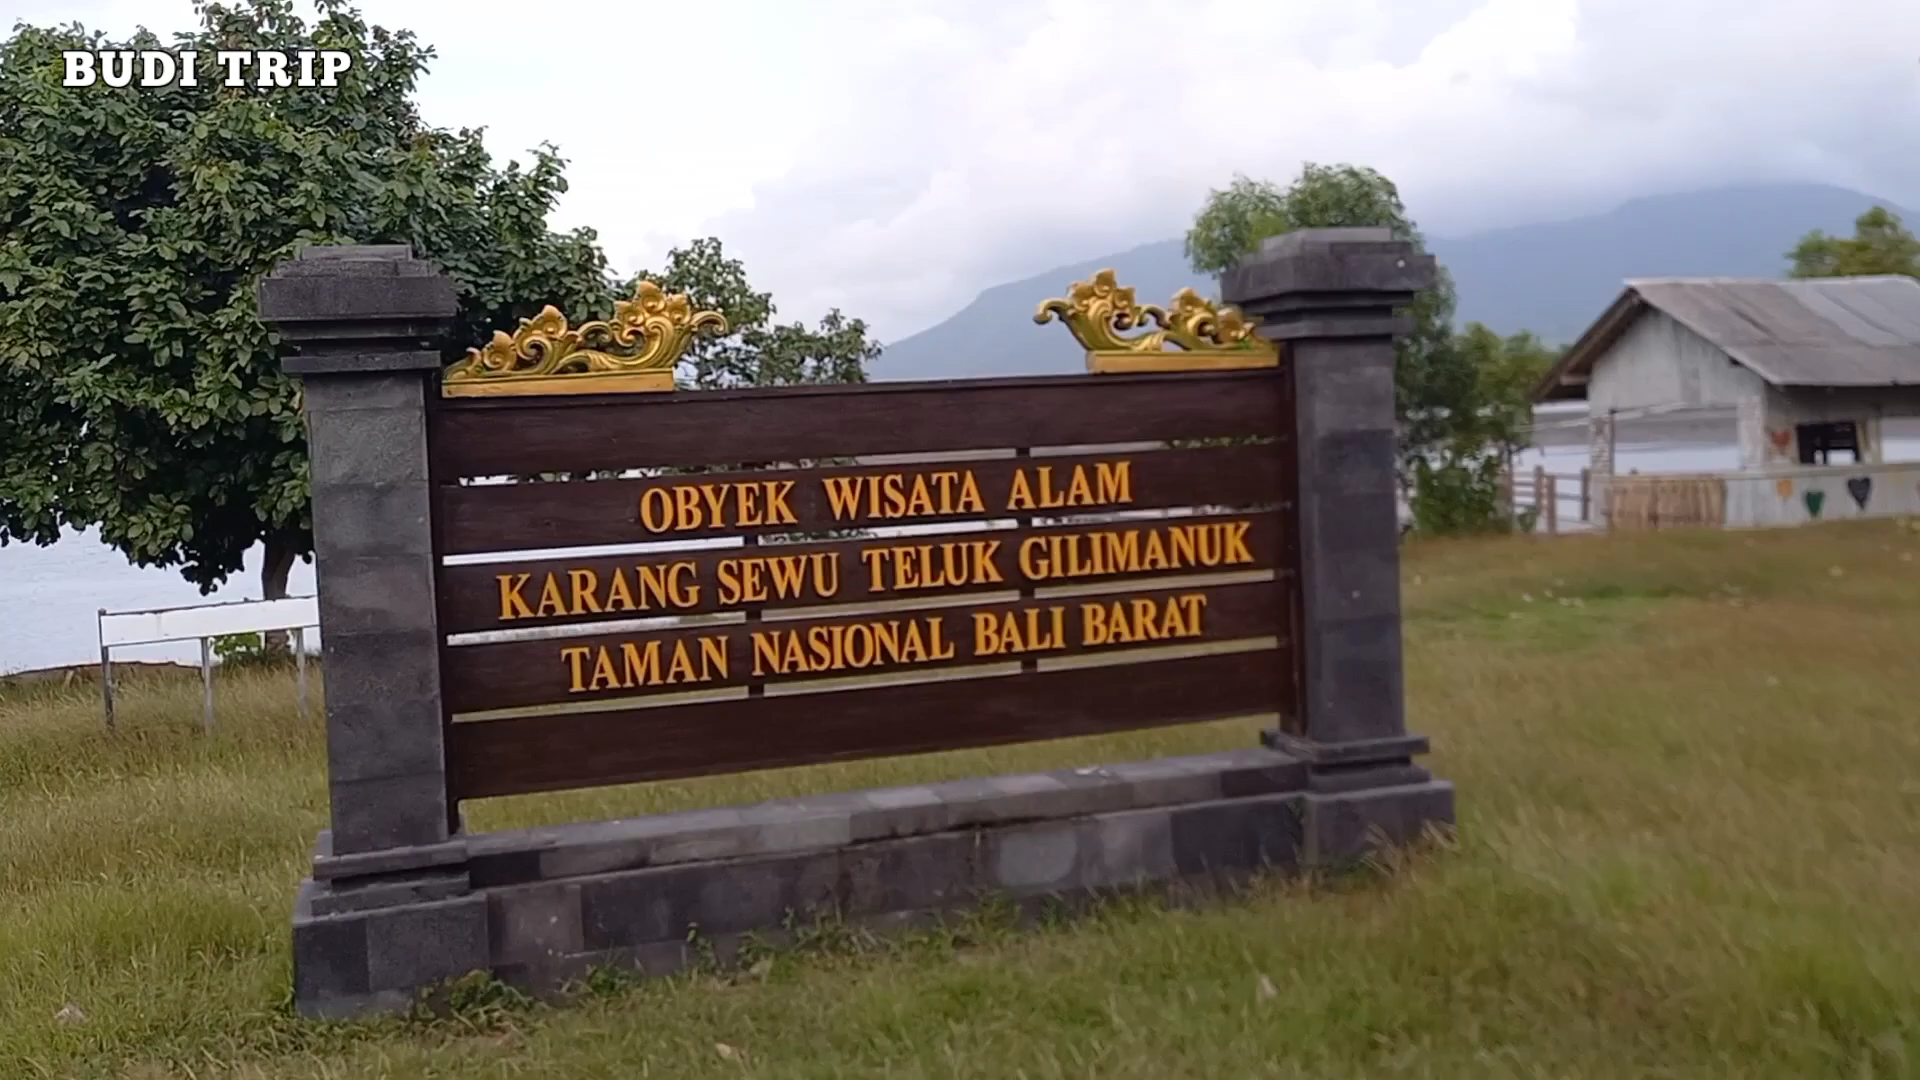 BUDI TRIP
OBYEK WISATA ALAM
KARANG SEWU TELUK GILIMANUK
TAMAN NASIONAL BALI BARAT